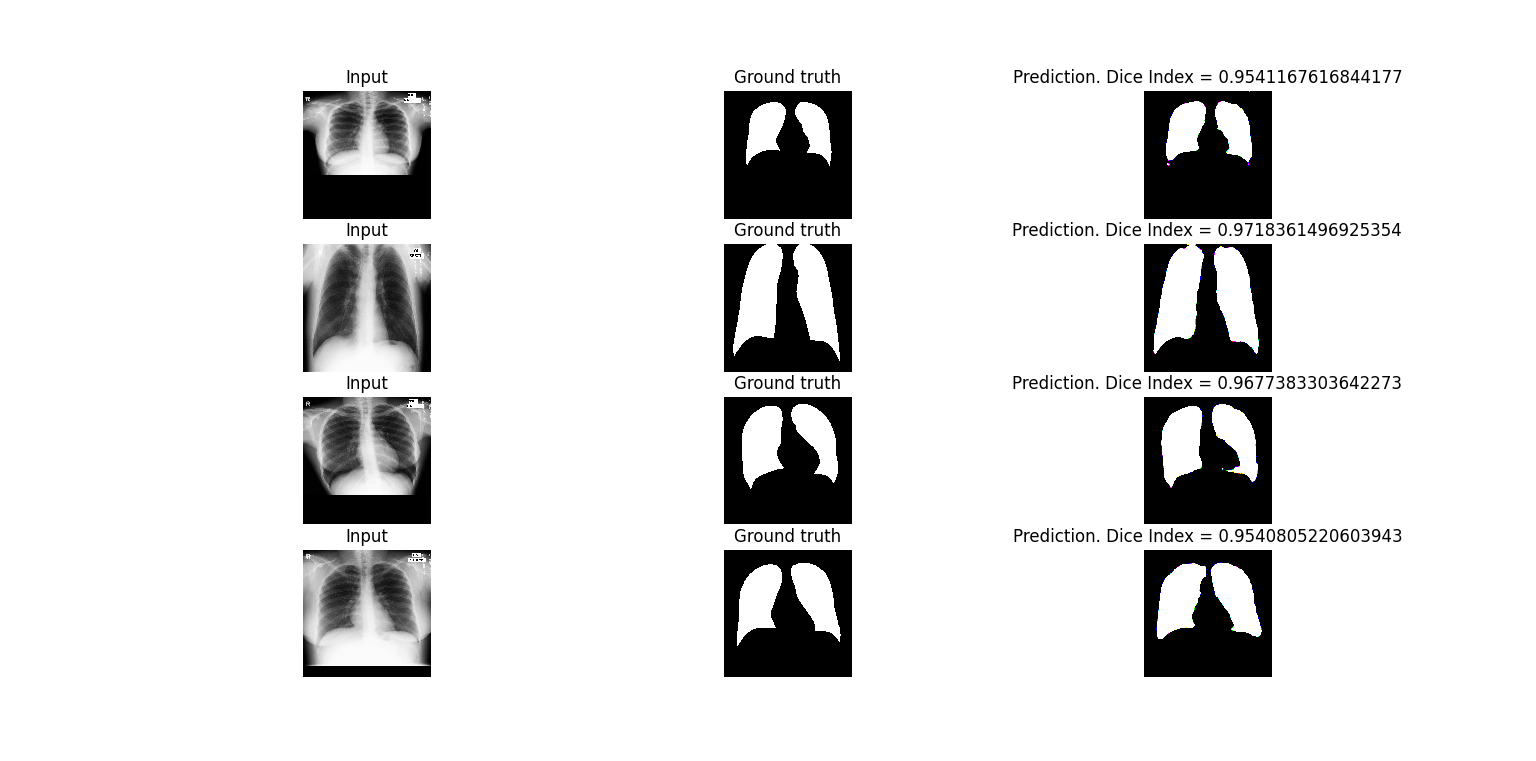 Input
Ground truth
Prediction. Dice Index = 0.9541167616844177
R
Input
Ground truth
Prediction. Dice Index = 0.9718361496925354
Input
Ground truth
Prediction. Dice Index = 0.9677383303642273
R
Input
Ground truth
Prediction. Dice Index = 0.9540805220603943